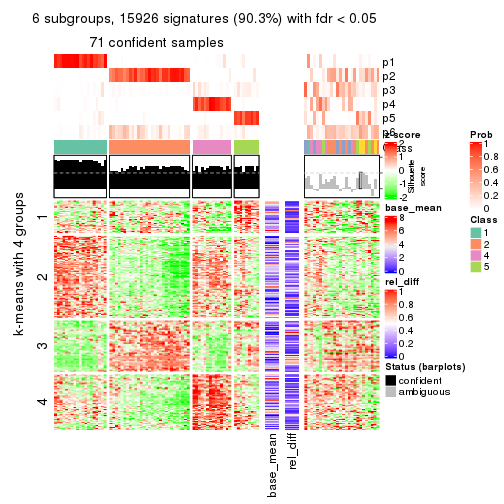 6 subgroups, 15926 signatures (90.3%) with fdr < 0.05
71 confident samples
p1
p2
p3
p4
p5
p6
Class
Silhouette
score
k-means with 4 groups
1
2
3
4
base_mean
rel_diff
z-score
2
1
0
-1
-2
base_mean
8
6
4
2
0
rel_diff
1
0.8
0.6
0.4
0.2
0
Status (barplots)
confident
ambiguous
Prob
1
0.8
0.6
0.4
0.2
0
Class
1
2
4
5